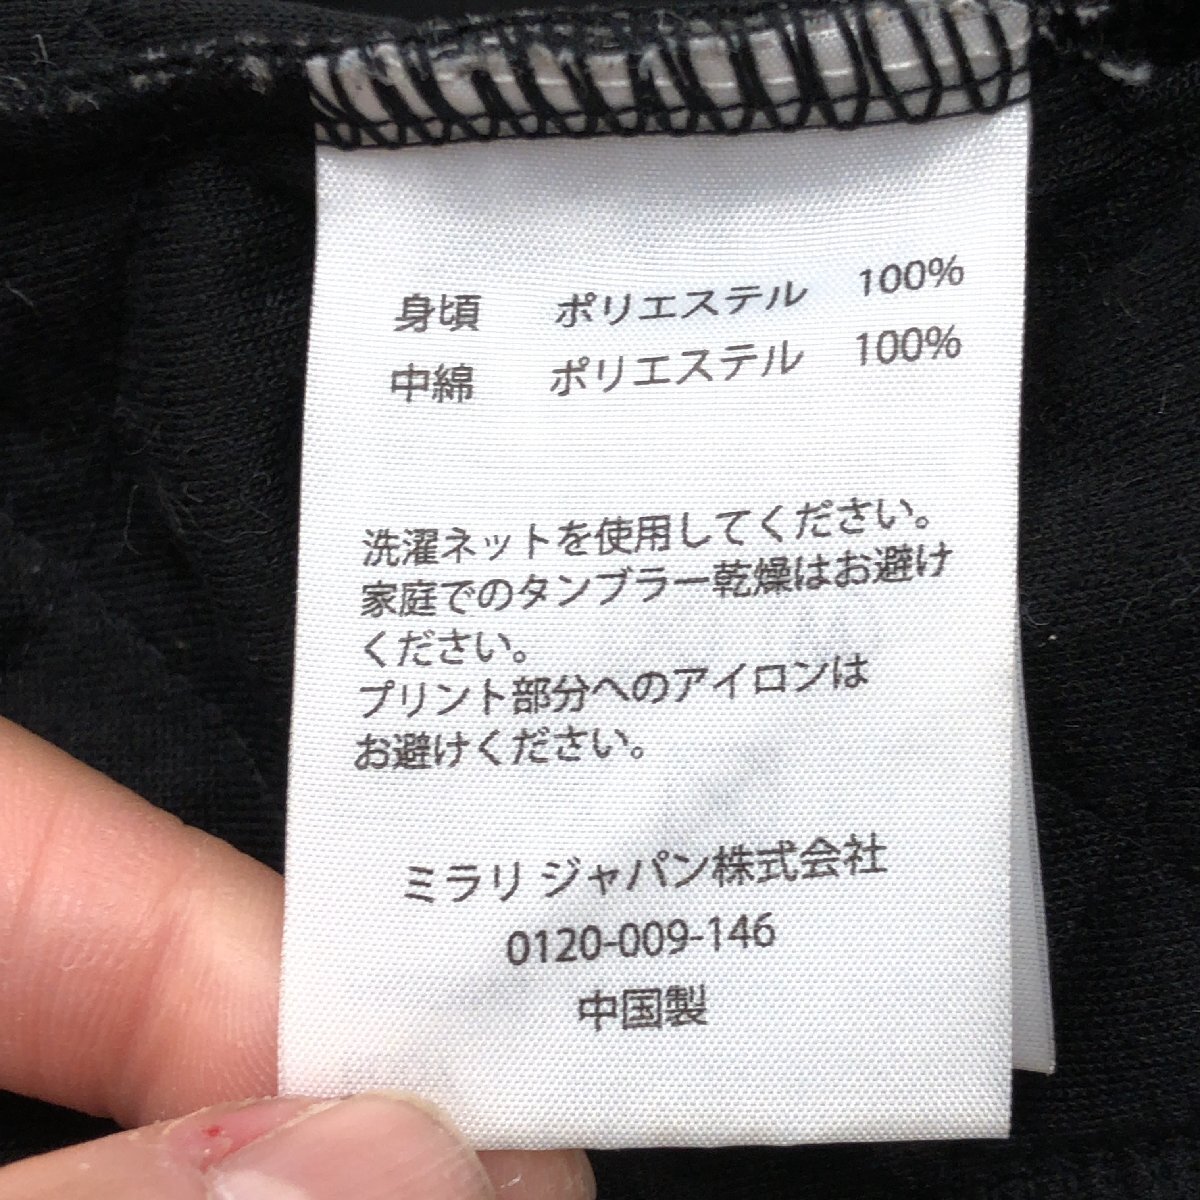 身頃 ポリエステル 100%
中綿 ポリエステル 100%
洗濯ネットを使用してください。
家庭でのタンブラー乾燥はお避け
ください。
プリント部分へのアイロンは
お避けください。
ミラリ ジャパン株式会社
0120-009-146
中国製